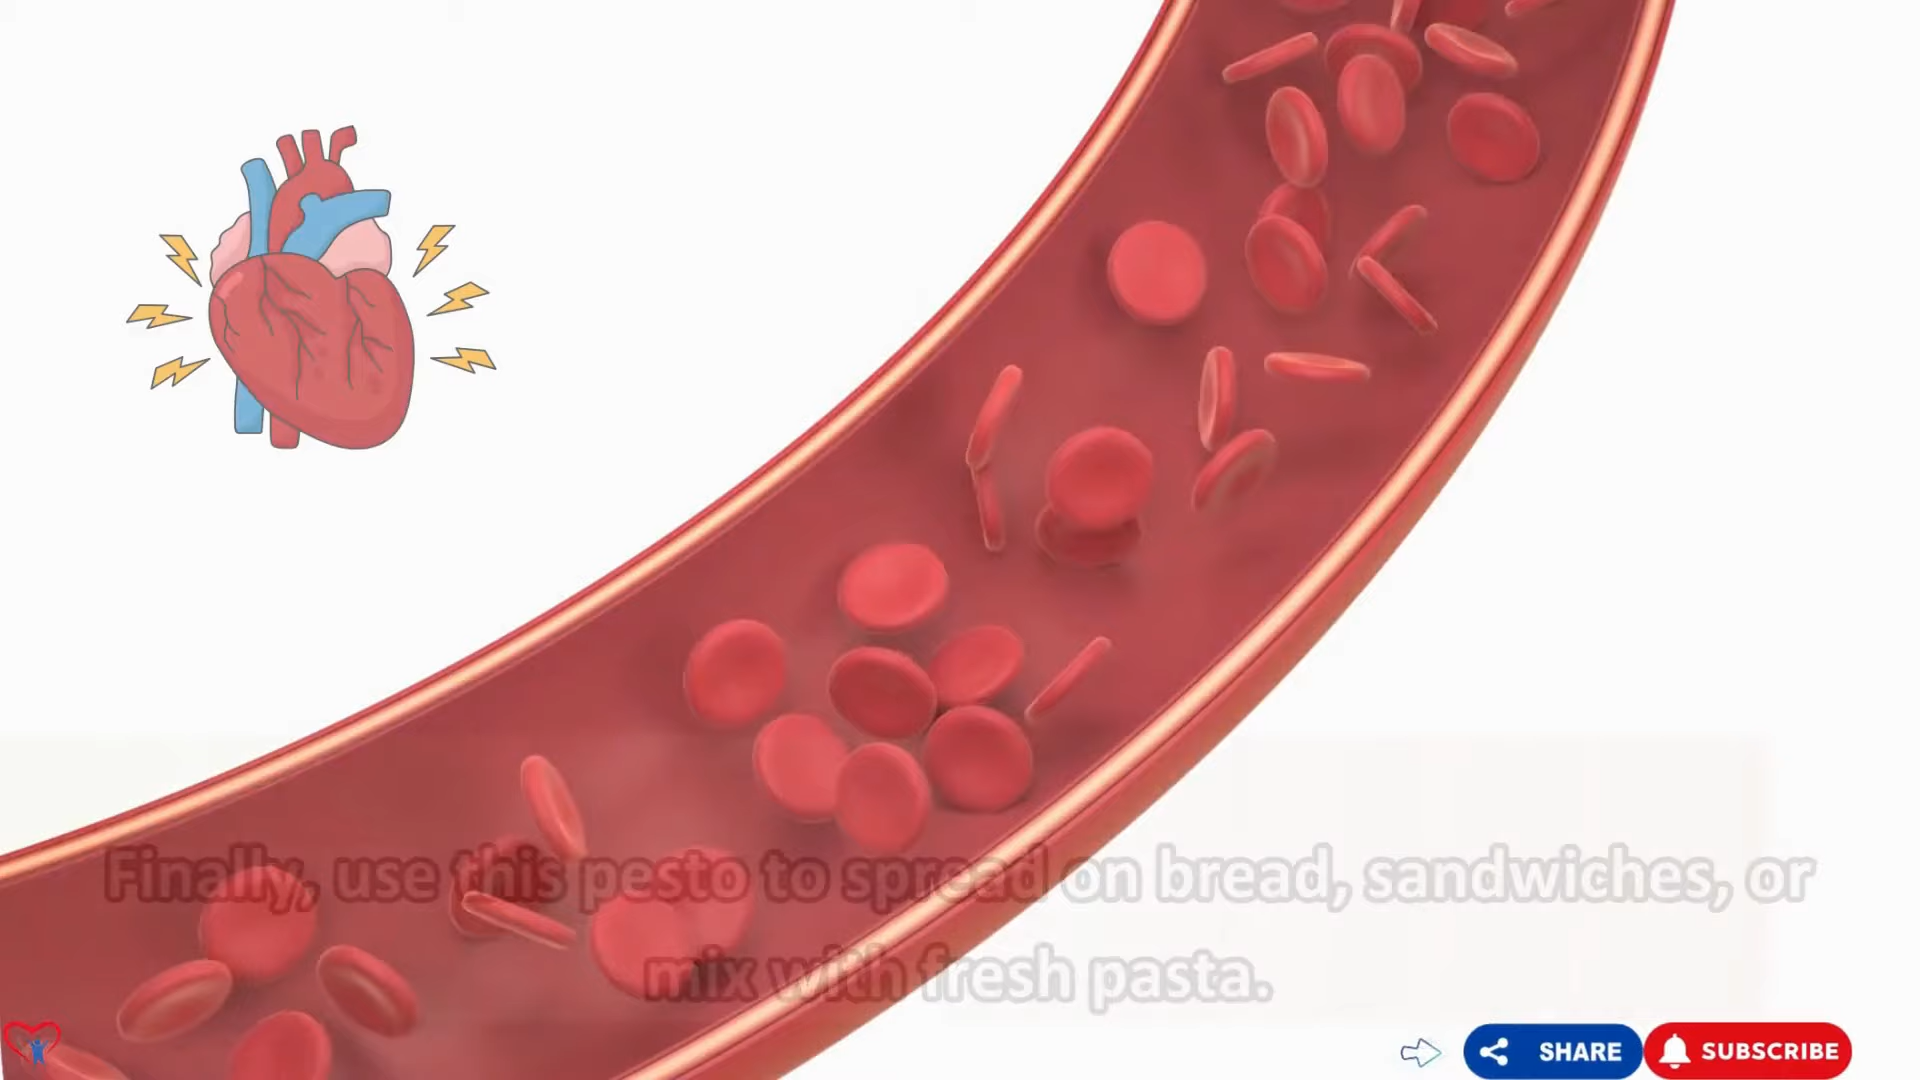 Finally, use this pesto to spread on bread, sandwiches, or
mix with fresh pasta.
SHARE
SUBSCRIBE